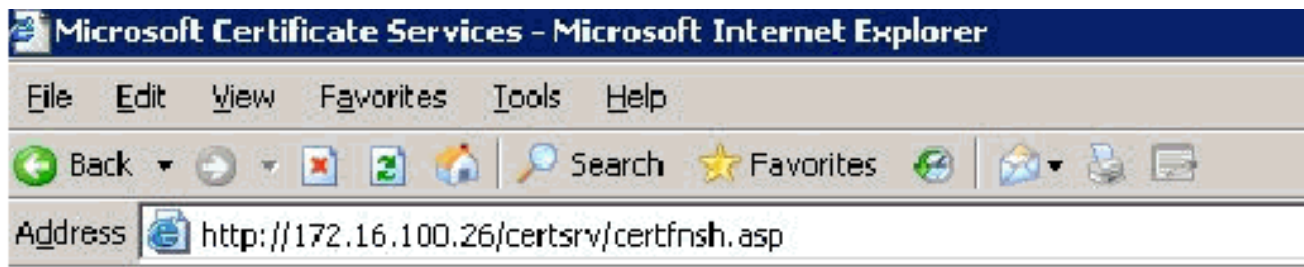 Microsoft Certificate Services - Microsoft Internet Explorer
File Edit View Favorites Tools Help
Back Search Favorites
Address http://172.16.100.26/certsrv/certfnsh.asp